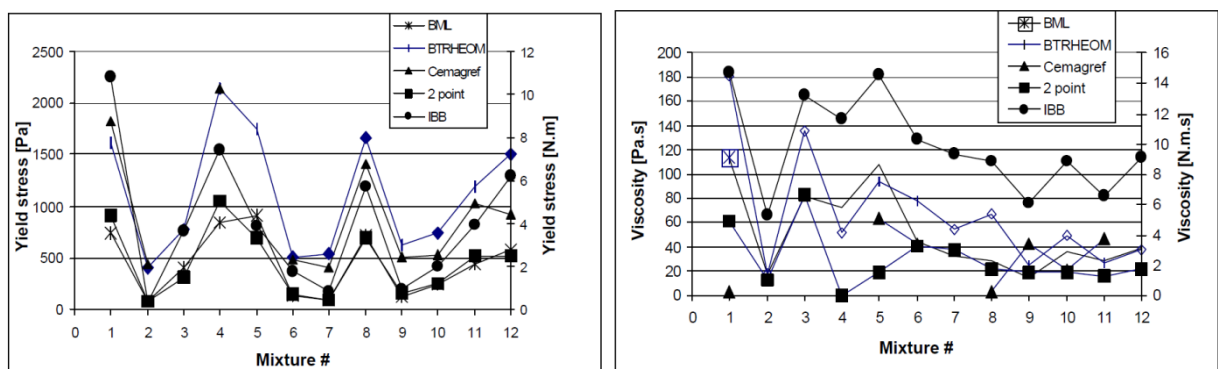 BML
BTRHEOM
Cemagref
2 point
IBB
Yield stress [Pa]
2500
2000
1500
1000
500
0
Yield stress [N.m]
12
10
8
6
4
2
0
0 1 2 3 4 5 6 7 8 9 10 11 12
Mixture #
BML
BTRHEOM
Cemagref
2 point
IBB
Viscosity [Pa.s]
200
180
160
140
120
100
80
60
40
20
0
Viscosity [N.m.s]
16
14
12
10
8
6
4
2
0
0 1 2 3 4 5 6 7 8 9 10 11 12
Mixture #